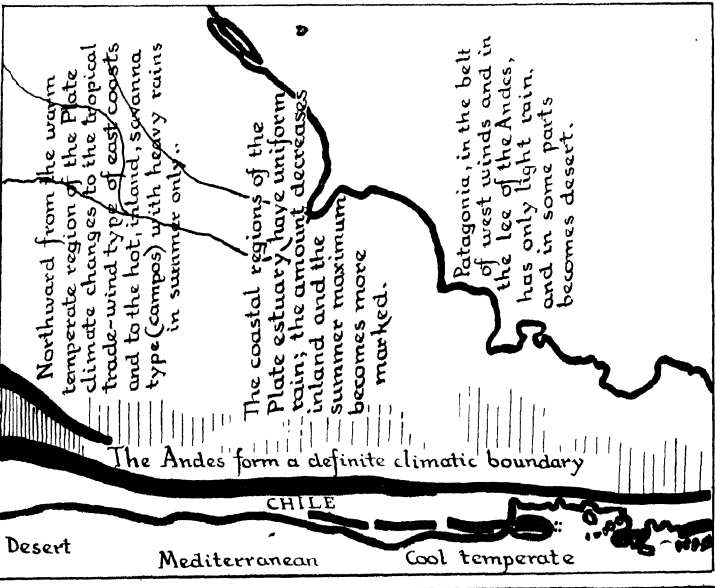 Northward from the warm
temperate region of the Plate
climate changes to the tropical
trade-wind type of east coasts
and to the hot, inland, savanna
type (campos) with heavy rains
in summer only..
The coastal regions of the
Plate estuary have uniform
rain; the amount decreases
inland and the
summer maximum
becomes more
marked.
Patagonia, in the belt
of west winds and in
the lee of the Andes,
has only light rain,
and in some parts
becomes desert.
The Andes form a definite climatic boundary
CHILE
Desert
Mediterranean
Cool temperate